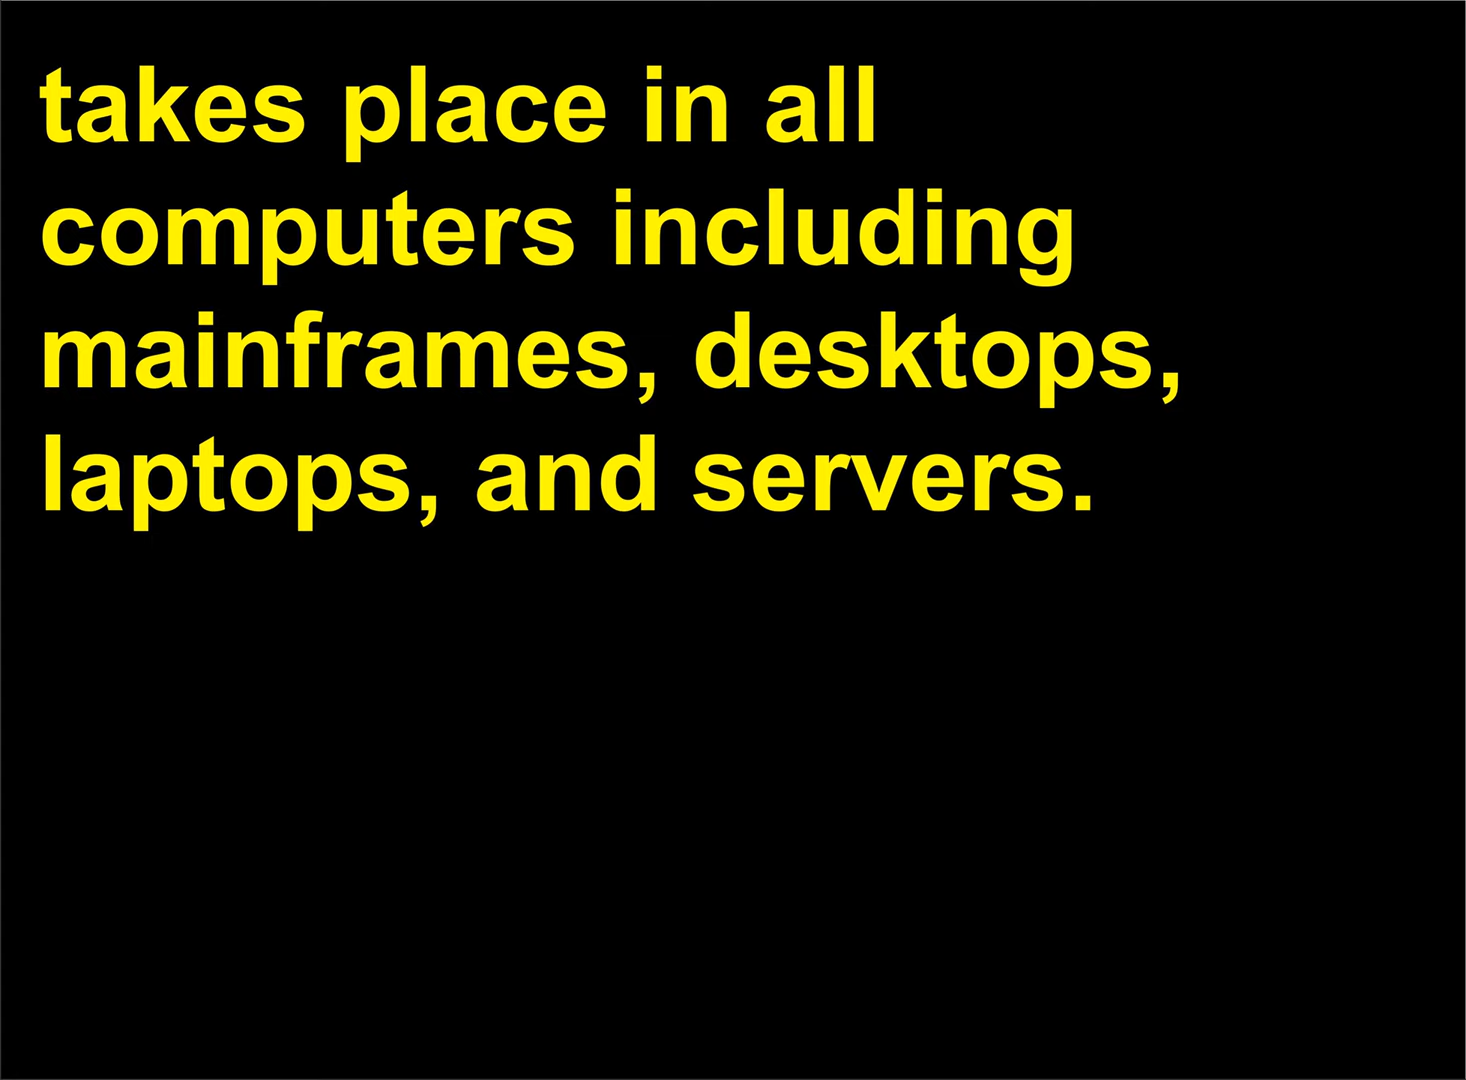 takes place in all
computers including
mainframes, desktops,
laptops, and servers.